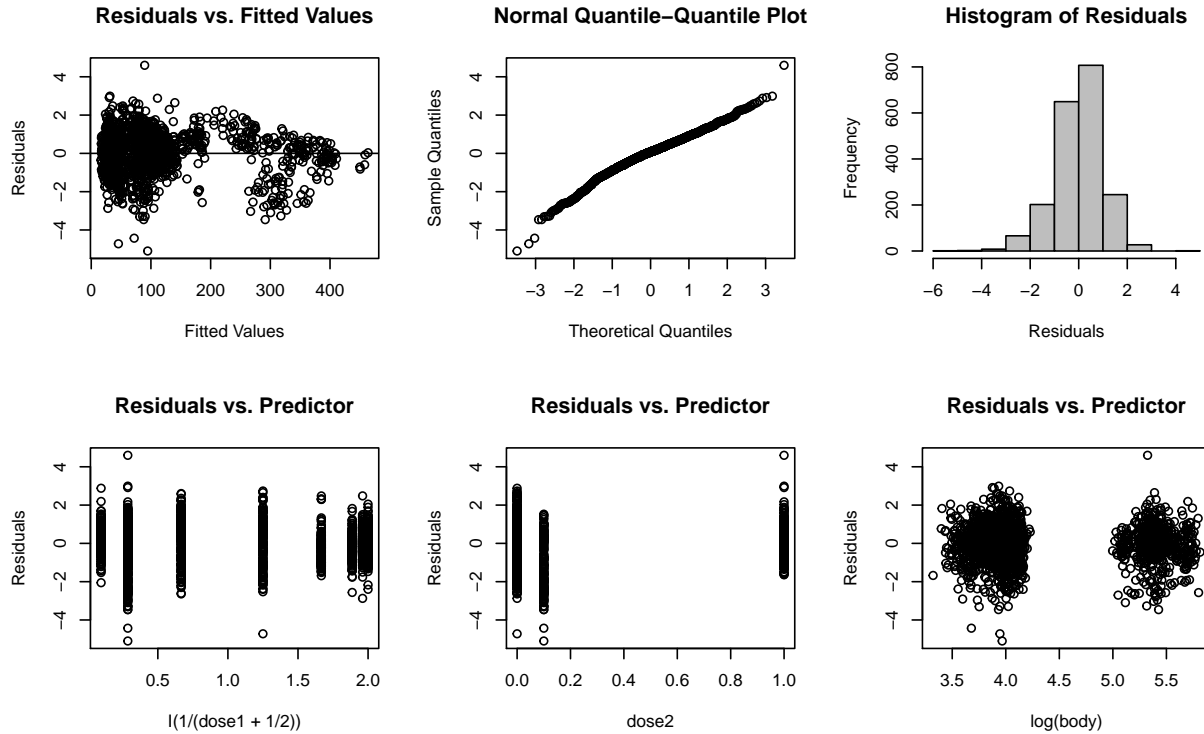 Residuals vs. Fitted Values
Residuals
4
2
0
−2
−4
0 100 200 300 400
Fitted Values
Normal Quantile−Quantile Plot
Sample Quantiles
4
2
0
−2
−4
−3 −2 −1 0 1 2 3
Theoretical Quantiles
Histogram of Residuals
Frequency
800
600
400
200
0
−6 −4 −2 0 2 4
Residuals
Residuals vs. Predictor
Residuals
4
2
0
−2
−4
0.5 1.0 1.5 2.0
I(1/(dose1 + 1/2))
Residuals vs. Predictor
Residuals
4
2
0
−2
−4
0.0 0.2 0.4 0.6 0.8 1.0
dose2
Residuals vs. Predictor
Residuals
4
2
0
−2
−4
3.5 4.0 4.5 5.0 5.5
log(body)